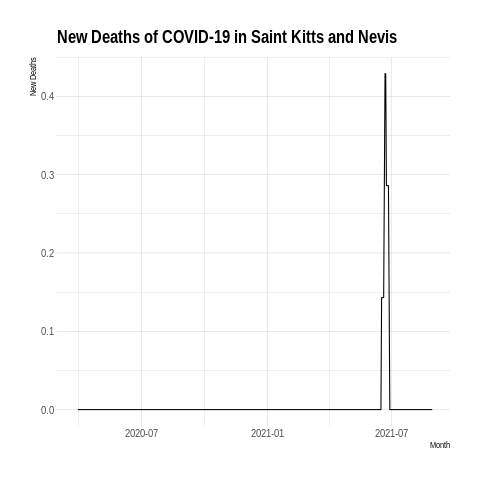 New Deaths of COVID-19 in Saint Kitts and Nevis
New Deaths
0.4
0.3
0.2
0.1
0.0
2020-07
2021-01
2021-07
Month